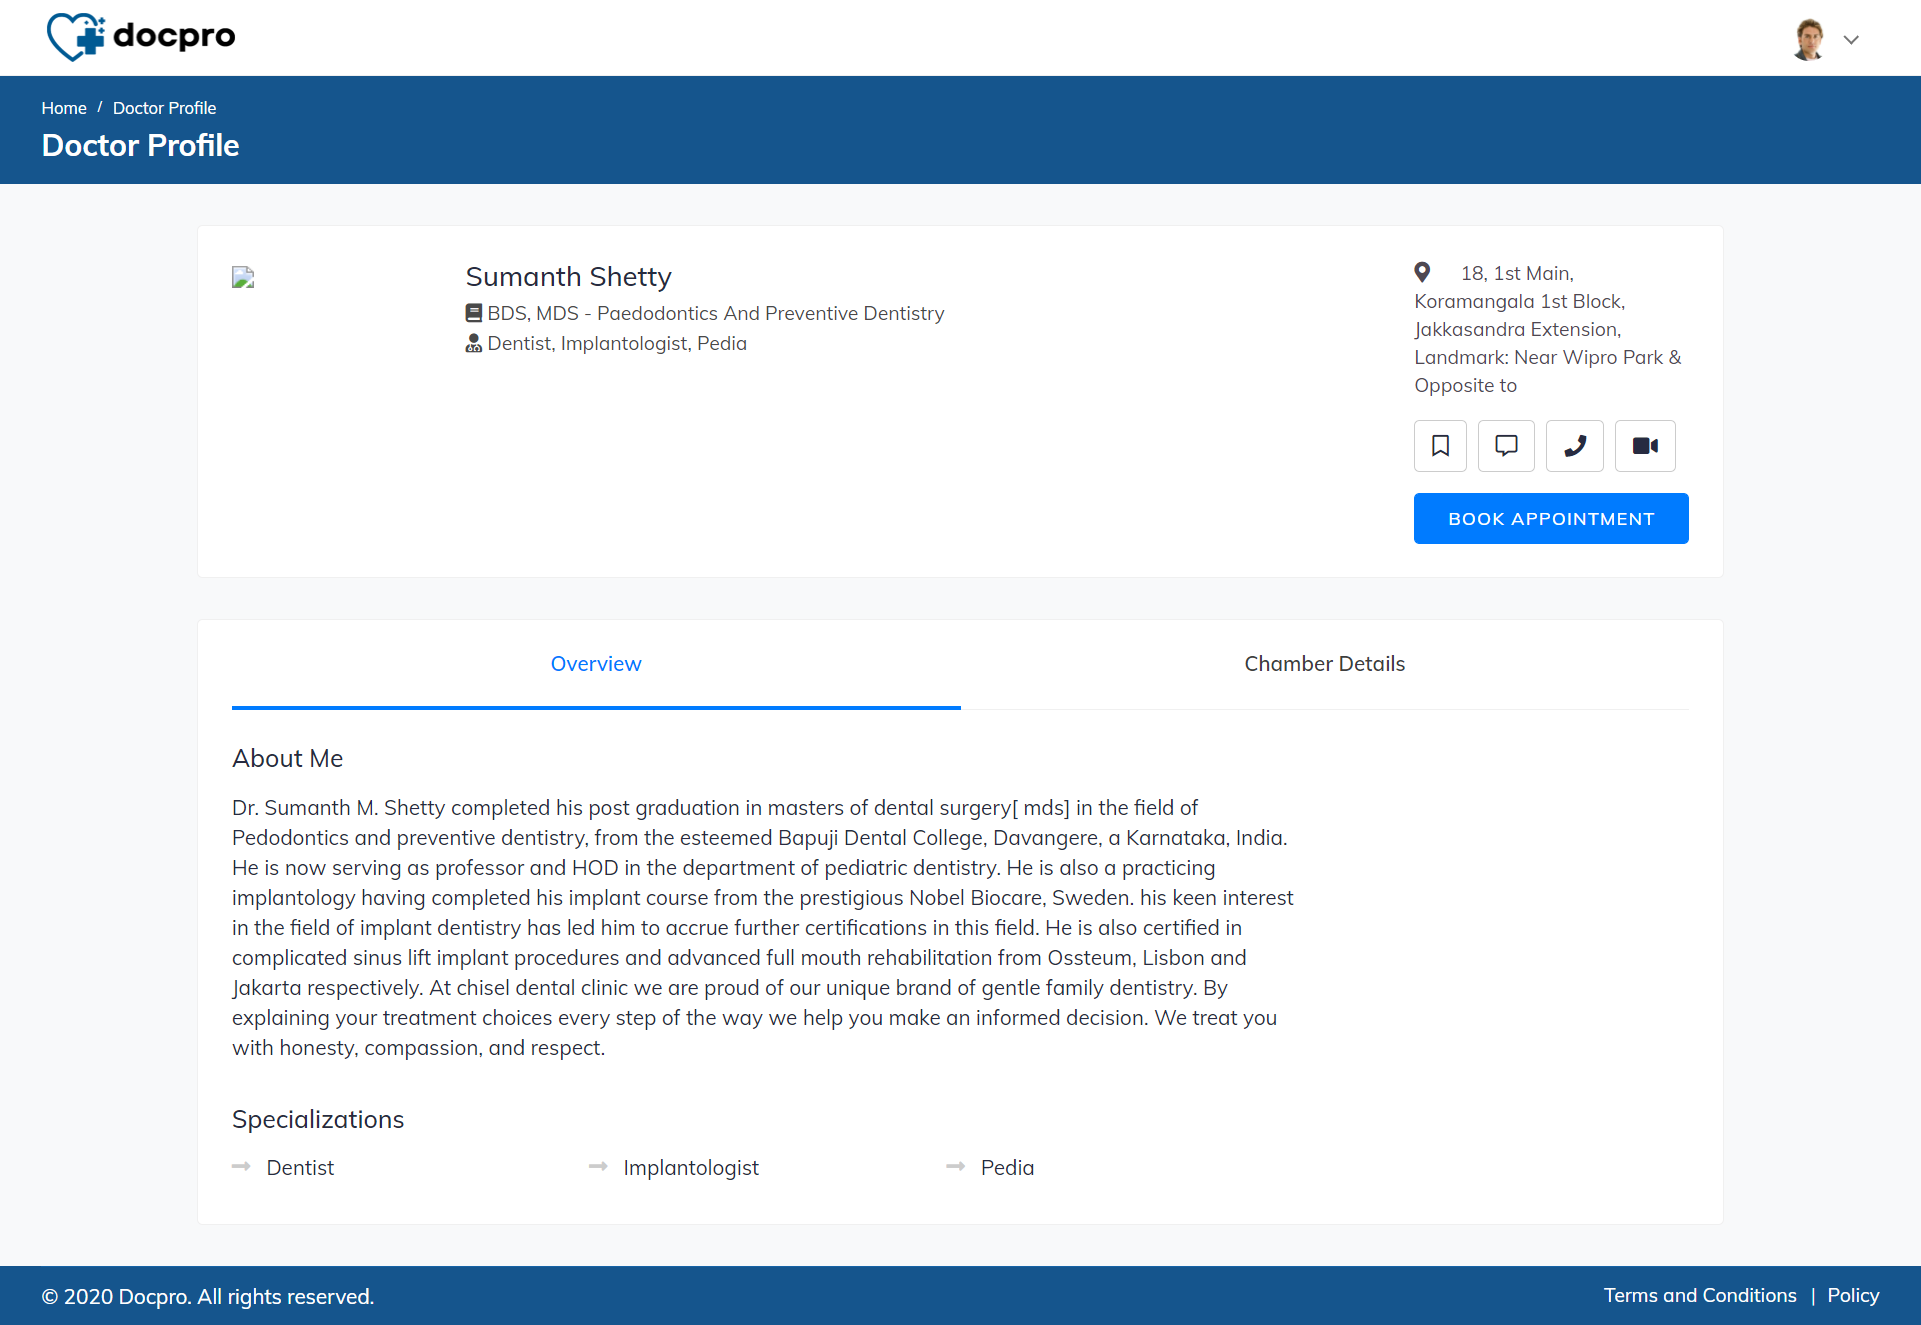 docpro
Home / Doctor Profile
Doctor Profile
Sumanth Shetty
BDS, MDS - Paedodontics And Preventive Dentistry
Dentist, Implantologist, Pedia
18, 1st Main,
Koramangala 1st Block,
Jakkasandra Extension,
Landmark: Near Wipro Park &
Opposite to
BOOK APPOINTMENT
Overview
Chamber Details
About Me
Dr. Sumanth M. Shetty completed his post graduation in masters of dental surgery[ mds] in the field of
Pedodontics and preventive dentistry, from the esteemed Bapuji Dental College, Davangere, a Karnataka, India.
He is now serving as professor and HOD in the department of pediatric dentistry. He is also a practicing
implantology having completed his implant course from the prestigious Nobel Biocare, Sweden. his keen interest
in the field of implant dentistry has led him to accrue further certifications in this field. He is also certified in
complicated sinus lift implant procedures and advanced full mouth rehabilitation from Ossteum, Lisbon and
Jakarta respectively. At chisel dental clinic we are proud of our unique brand of gentle family dentistry. By
explaining your treatment choices every step of the way we help you make an informed decision. We treat you
with honesty, compassion, and respect.
Specializations
Dentist
Implantologist
Pedia
© 2020 Docpro. All rights reserved.
Terms and Conditions | Policy